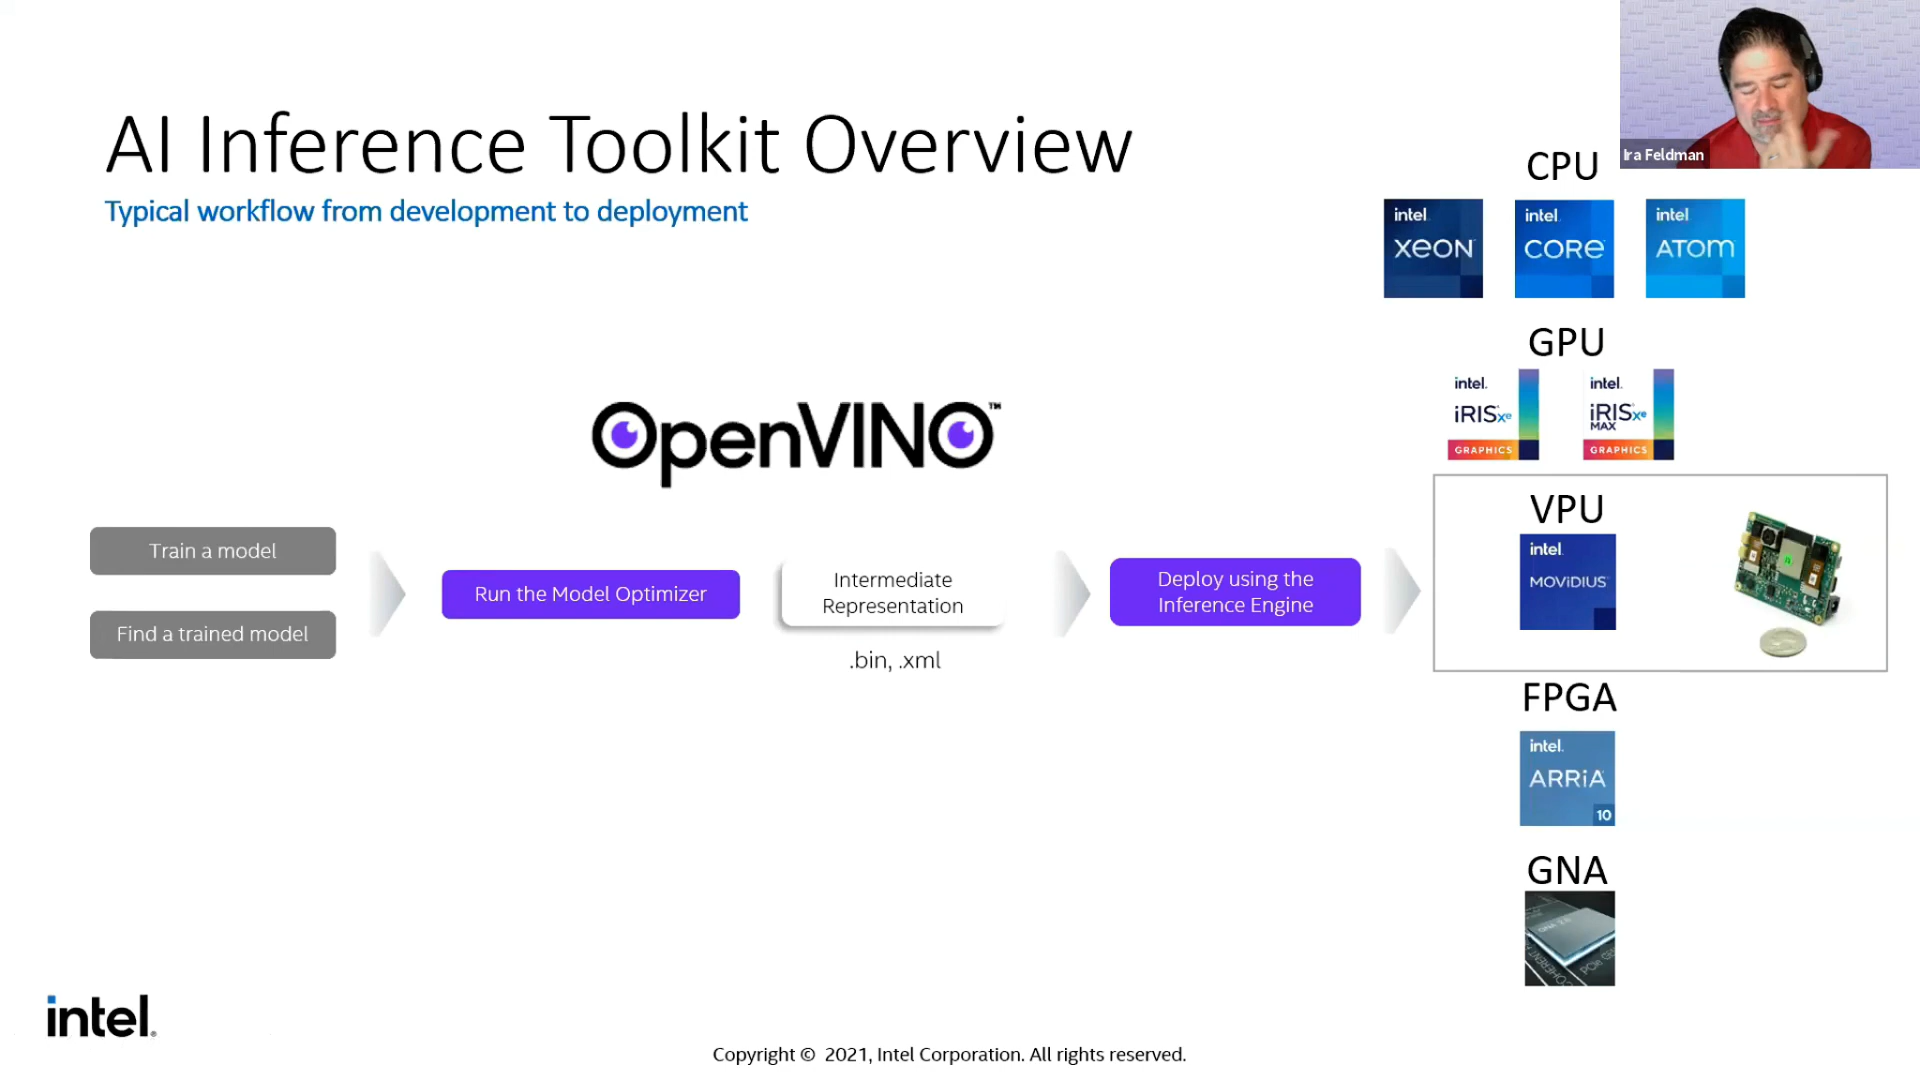 AI Inference Toolkit Overview
Typical workflow from development to deployment
Ira Feldman
CPU
intel
XEON
intel
CORE
intel
ATOM
GPU
intel.
iRISxe
GRAPHICS
intel.
iRISxe
MAX
GRAPHICS
OpenVINO™
Train a model
Find a trained model
Run the Model Optimizer
Intermediate
Representation
.bin, .xml
Deploy using the
Inference Engine
VPU
intel
MOVIDIUS
FPGA
intel.
ARRiA
10
GNA
intel.
Copyright © 2021, Intel Corporation. All rights reserved.